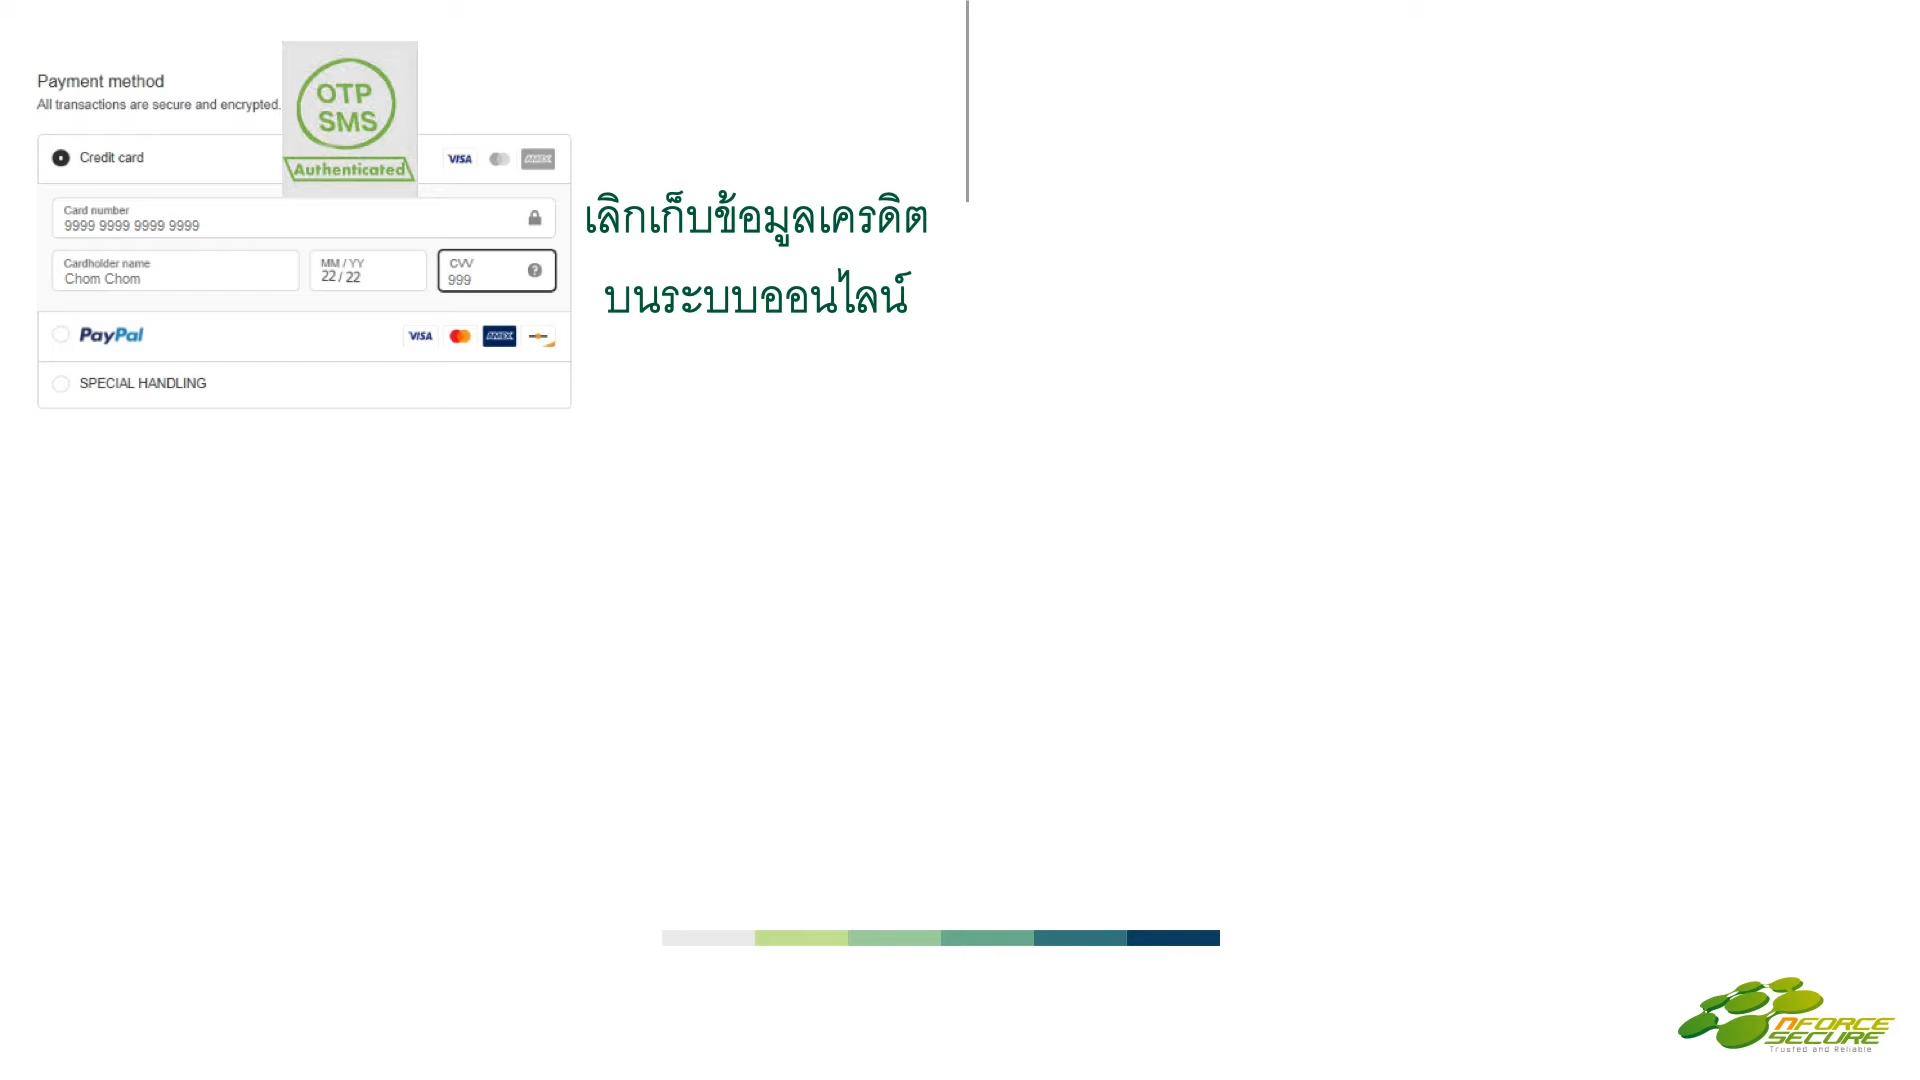 Payment method
All transactions are secure and encrypted.
OTP
SMS
Authenticated
Credit card
VISA
AMEX
Card number
9999 9999 9999 9999
Cardholder name
Chom Chom
MM / YY
22 / 22
CVV
999
PayPal
VISA
AMEX
SPECIAL HANDLING
เลิกเก็บข้อมูลเครดิต
บนระบบออนไลน์
nFORCE
SECURE
Trusted and Reliable